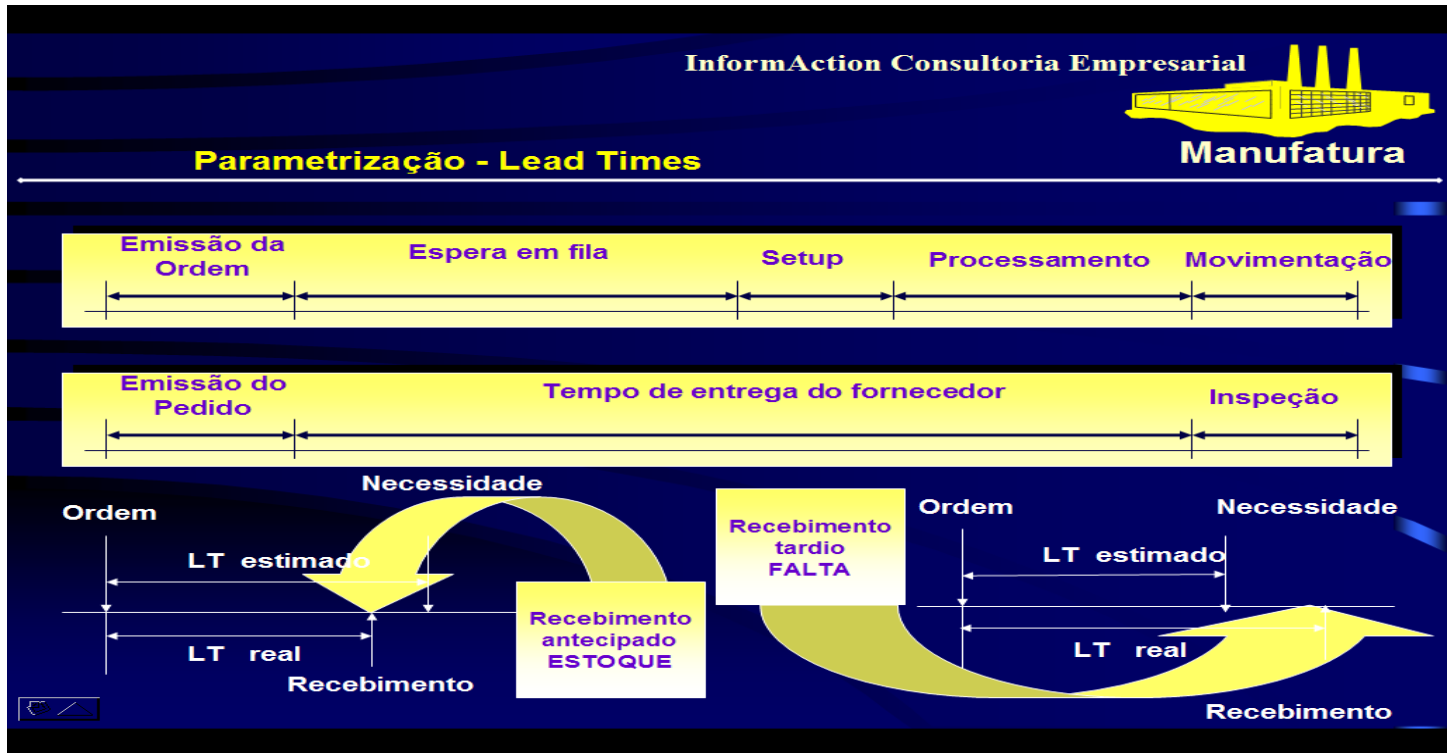 InformAction Consultoria Empresarial
Manufatura
Parametrização - Lead Times
Emissão da
Ordem
Espera em fila
Setup
Processamento
Movimentação
Emissão do
Pedido
Tempo de entrega do fornecedor
Inspeção
Necessidade
Ordem
LT estimado
LT real
Recebimento
Recebimento
antecipado
ESTOQUE
Recebimento
tardio
FALTA
Ordem
Necessidade
LT estimado
LT real
Recebimento